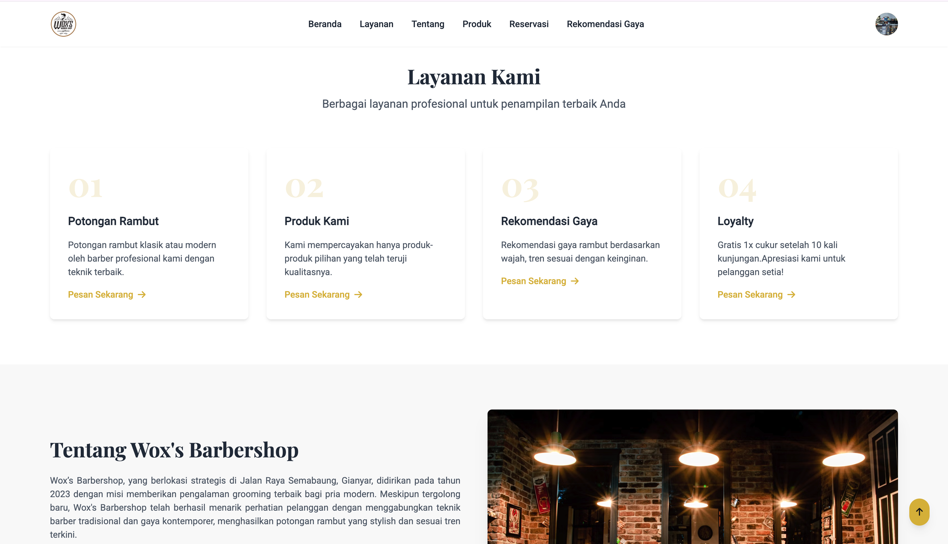 WOX'S
Beranda Layanan Tentang Produk Reservasi Rekomendasi Gaya
Layanan Kami
Berbagai layanan profesional untuk penampilan terbaik Anda
01
Potongan Rambut
Potongan rambut klasik atau modern
oleh barber profesional kami dengan
teknik terbaik.
Pesan Sekarang →
02
Produk Kami
Kami mempercayakan hanya produk-
produk pilihan yang telah teruji
kualitasnya.
Pesan Sekarang →
03
Rekomendasi Gaya
Rekomendasi gaya rambut berdasarkan
wajah, tren sesuai dengan keinginan.
Pesan Sekarang →
04
Loyalty
Gratis 1x cukur setelah 10 kali
kunjungan.Apresiasi kami untuk
pelanggan setia!
Pesan Sekarang →
Tentang Wox's Barbershop
Wox's Barbershop, yang berlokasi strategis di Jalan Raya Semabaung, Gianyar, didirikan pada tahun
2023 dengan misi memberikan pengalaman grooming terbaik bagi pria modern. Meskipun tergolong
baru, Wox's Barbershop telah berhasil menarik perhatian pelanggan dengan menggabungkan teknik
barber tradisional dan gaya kontemporer, menghasilkan potongan rambut yang stylish dan sesuai tren
terkini.